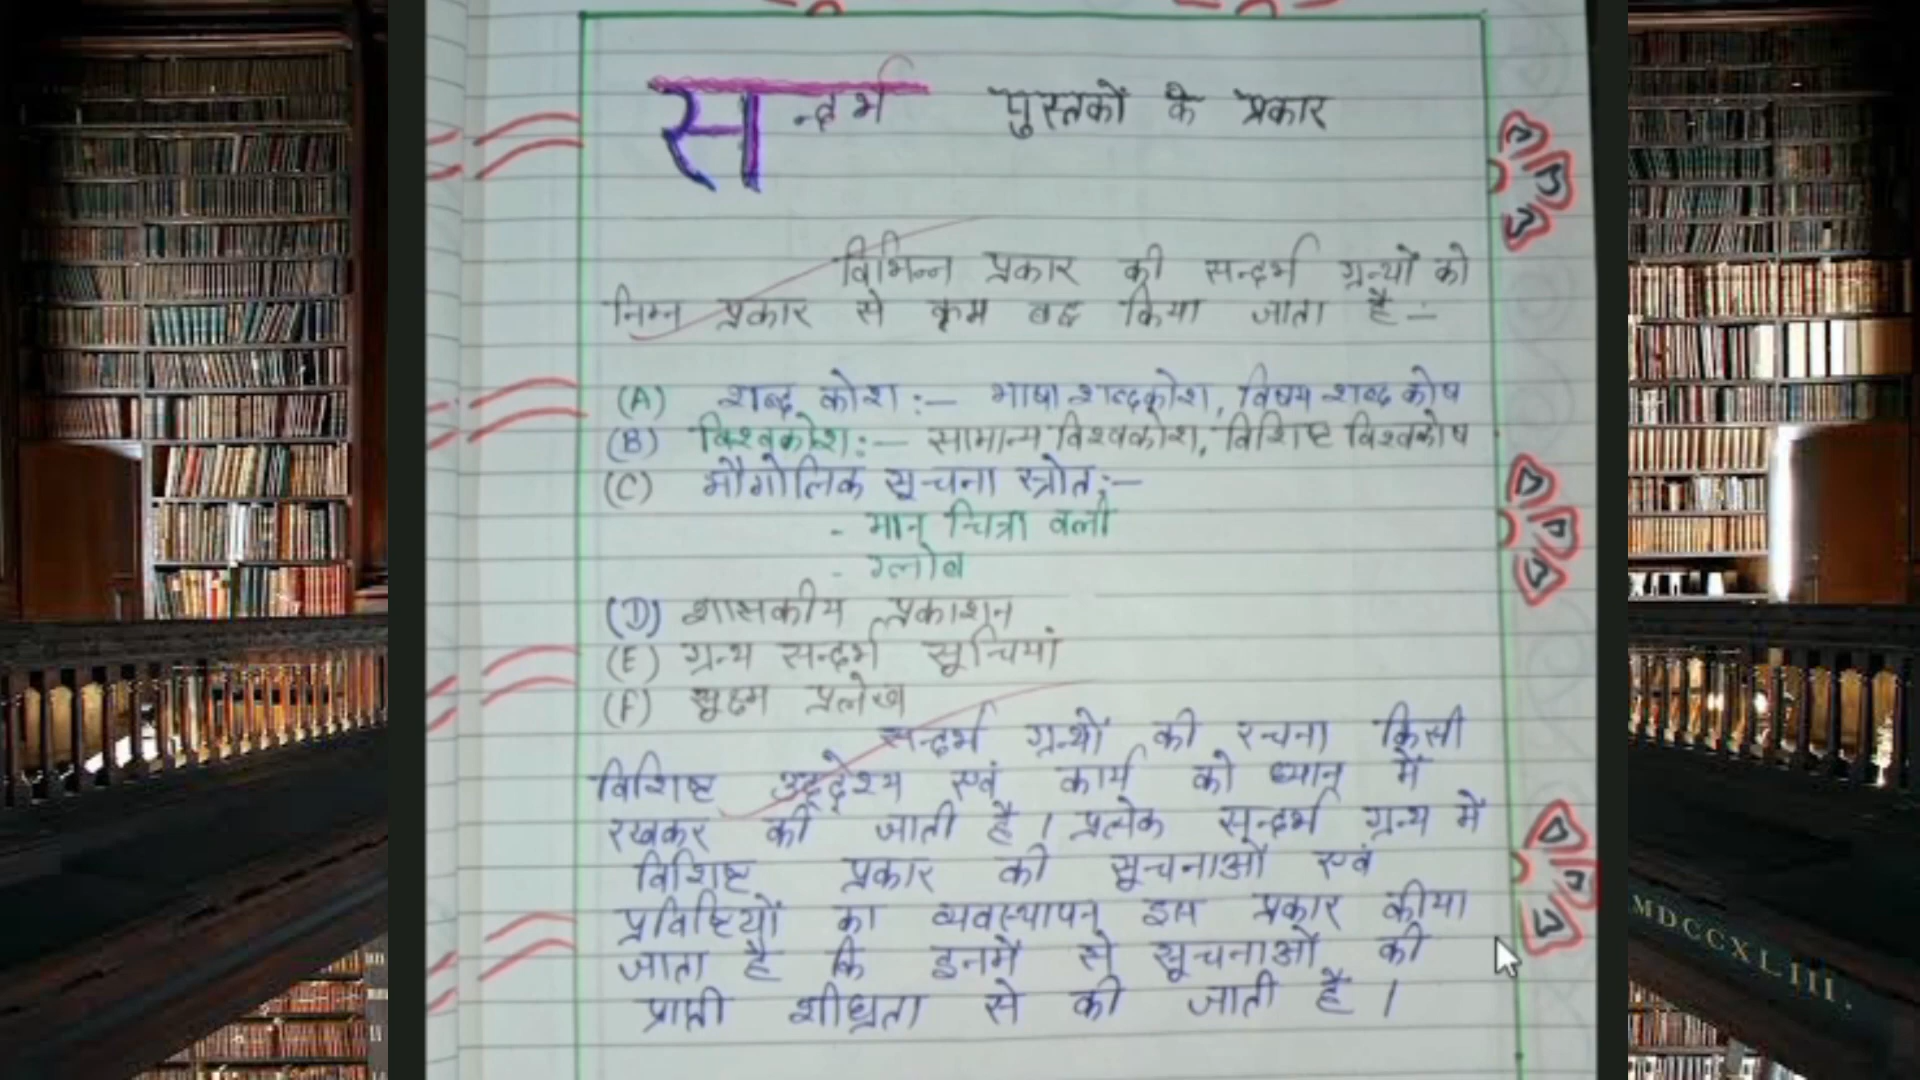 सन्दर्भ पुस्तकों के प्रकार
विभिन्न प्रकार की सन्दर्भ ग्रन्थों को
निम्न प्रकार से क्रम बद्ध किया जाता है :-
(A) शब्द कोश :- भाषा शब्दकोश, विषय शब्द कोष
(B) विश्वकोश :- सामान्य विश्वकोश, विशिष्ट विश्वकोष
(C) भौगोलिक सूचना स्त्रोत :-
- मान चित्रा वली
- ग्लोब
(D) शासकीय प्रकाशन
(E) ग्रन्थ सन्दर्भ सूचियां
(F) सूक्ष्म प्रलेख
सन्दर्भ ग्रन्थों की रचना किसी
विशिष्ट उद्देश्य एवं कार्य को ध्यान में
रखकर की जाती है । प्रत्येक सन्दर्भ ग्रन्थ में
विशिष्ट प्रकार की सूचनाओं एवं
प्रविष्टियों का व्यवस्थापन इस प्रकार कीया
जाता है कि इनमें से सूचनाओं की
प्राप्ती शीघ्रता से की जाती है ।
MDCCXLIII.